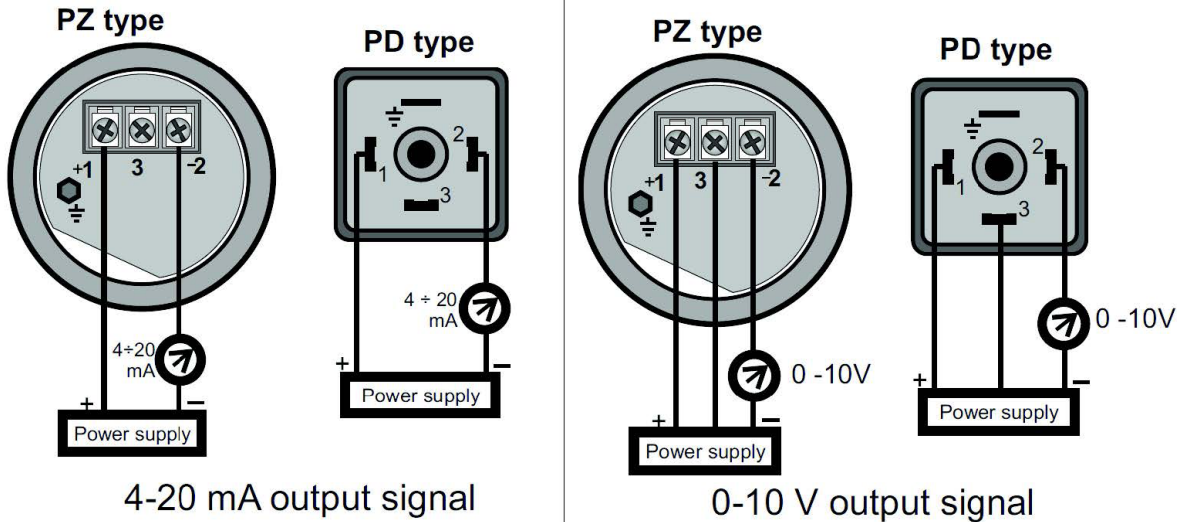 PZ type
+1
3
−2
4÷20
mA
+
−
Power supply
PD type
1
2
3
4 ÷ 20
mA
+
−
Power supply
4-20 mA output signal
PZ type
+1
3
−2
0 -10V
+
−
Power supply
PD type
1
2
3
0 -10V
+
−
Power supply
0-10 V output signal